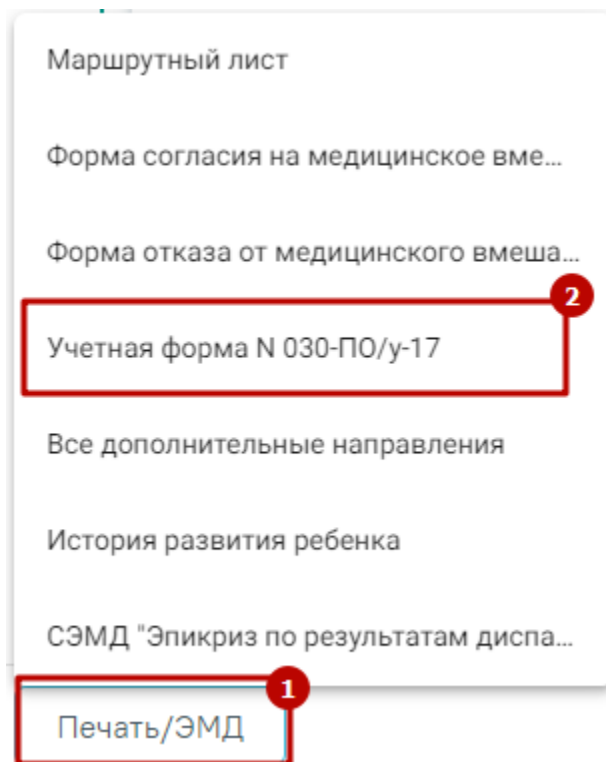 Маршрутный лист
Форма согласия на медицинское вме...
Форма отказа от медицинского вмеша...
2
Учетная форма N 030-ПО/у-17
Все дополнительные направления
История развития ребенка
СЭМД "Эпикриз по результатам диспа...
1
Печать/ЭМД